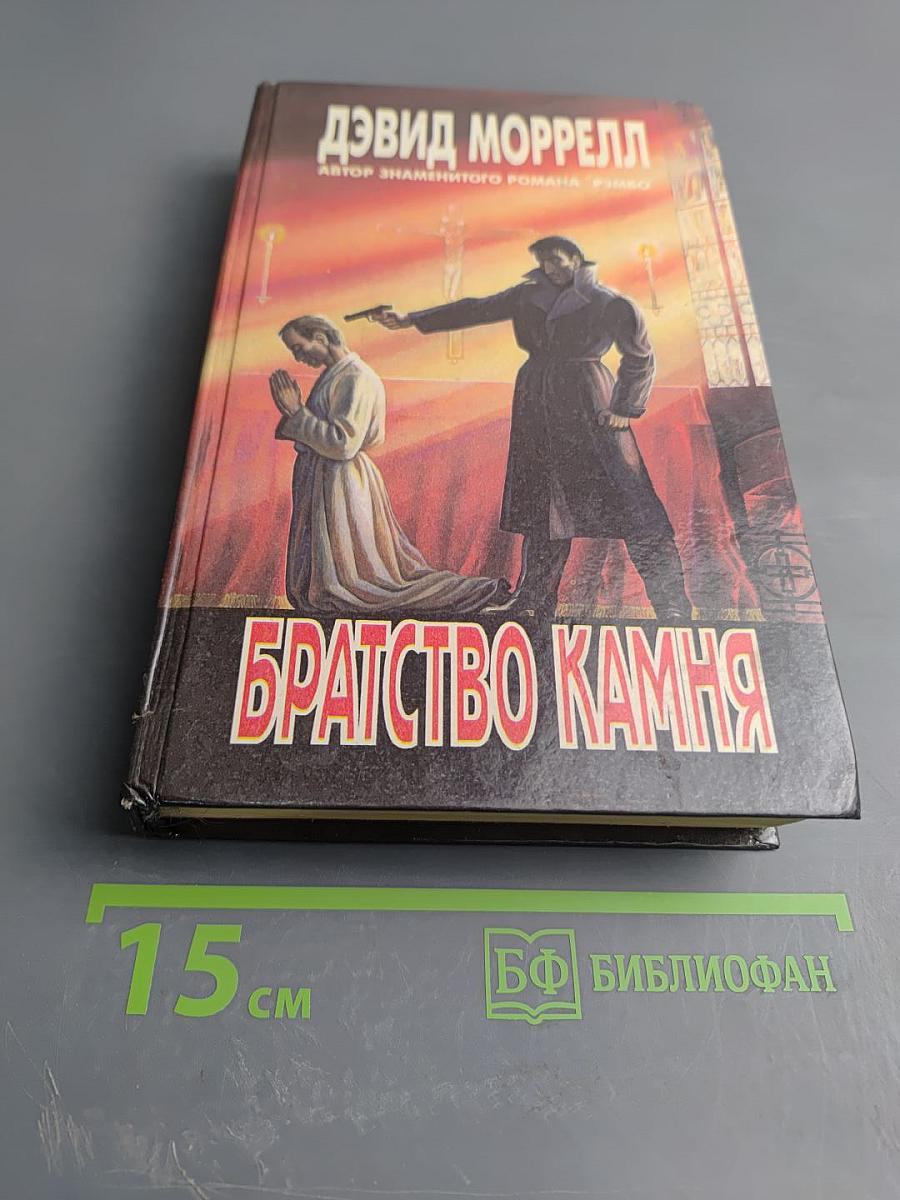 ДЭВИД МОРРЕЛЛ
АВТОР ЗНАМЕНИТОГО РОМАНА "РЭМБО"
БРАТСТВО КАМНЯ
15 см
БФ БИБЛИОФАН